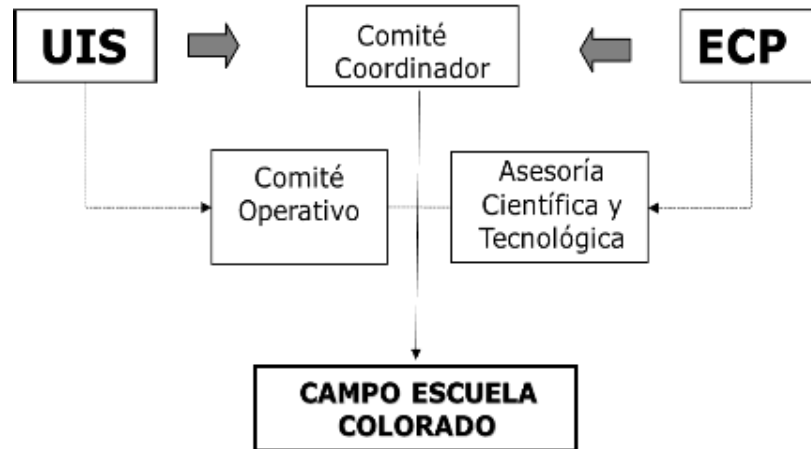 UIS
Comité
Coordinador
ECP
Comité
Operativo
Asesoría
Científica y
Tecnológica
CAMPO ESCUELA
COLORADO